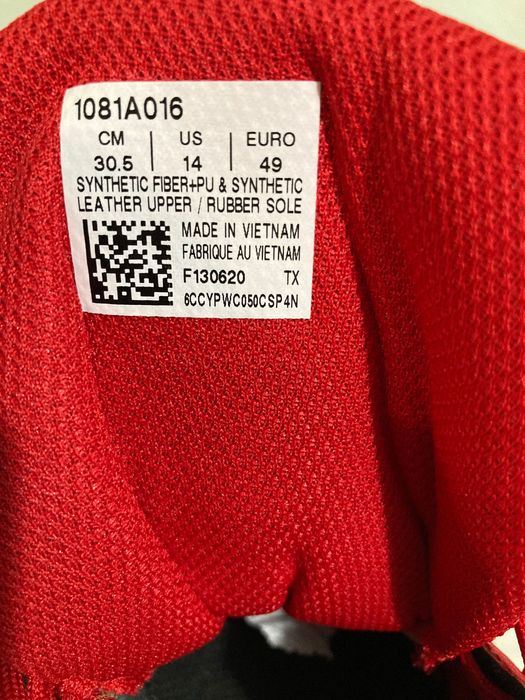 1081A016
CM | US | EURO
30.5 | 14 | 49
SYNTHETIC FIBER+PU & SYNTHETIC
LEATHER UPPER / RUBBER SOLE
MADE IN VIETNAM
FABRIQUE AU VIETNAM
F130620 TX
6CCYPWC050CSP4N